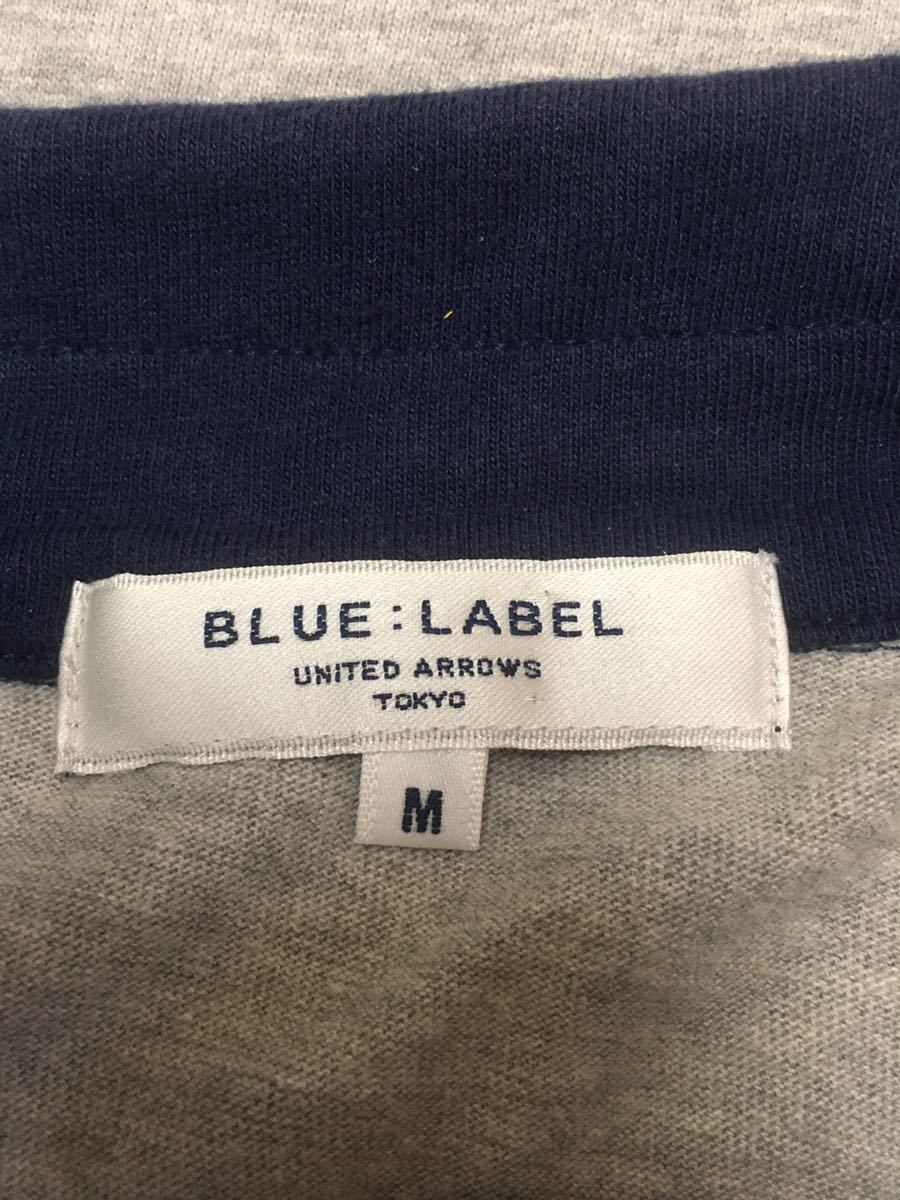 BLUE : LABEL
UNITED ARROWS
TOKYO
M